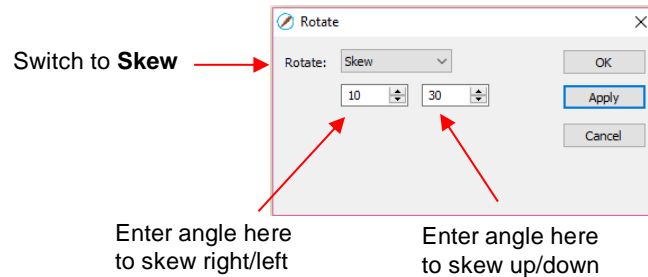 Rotate
Switch to Skew
Rotate: Skew
OK
10 30
Apply
Cancel
Enter angle here
to skew right/left
Enter angle here
to skew up/down